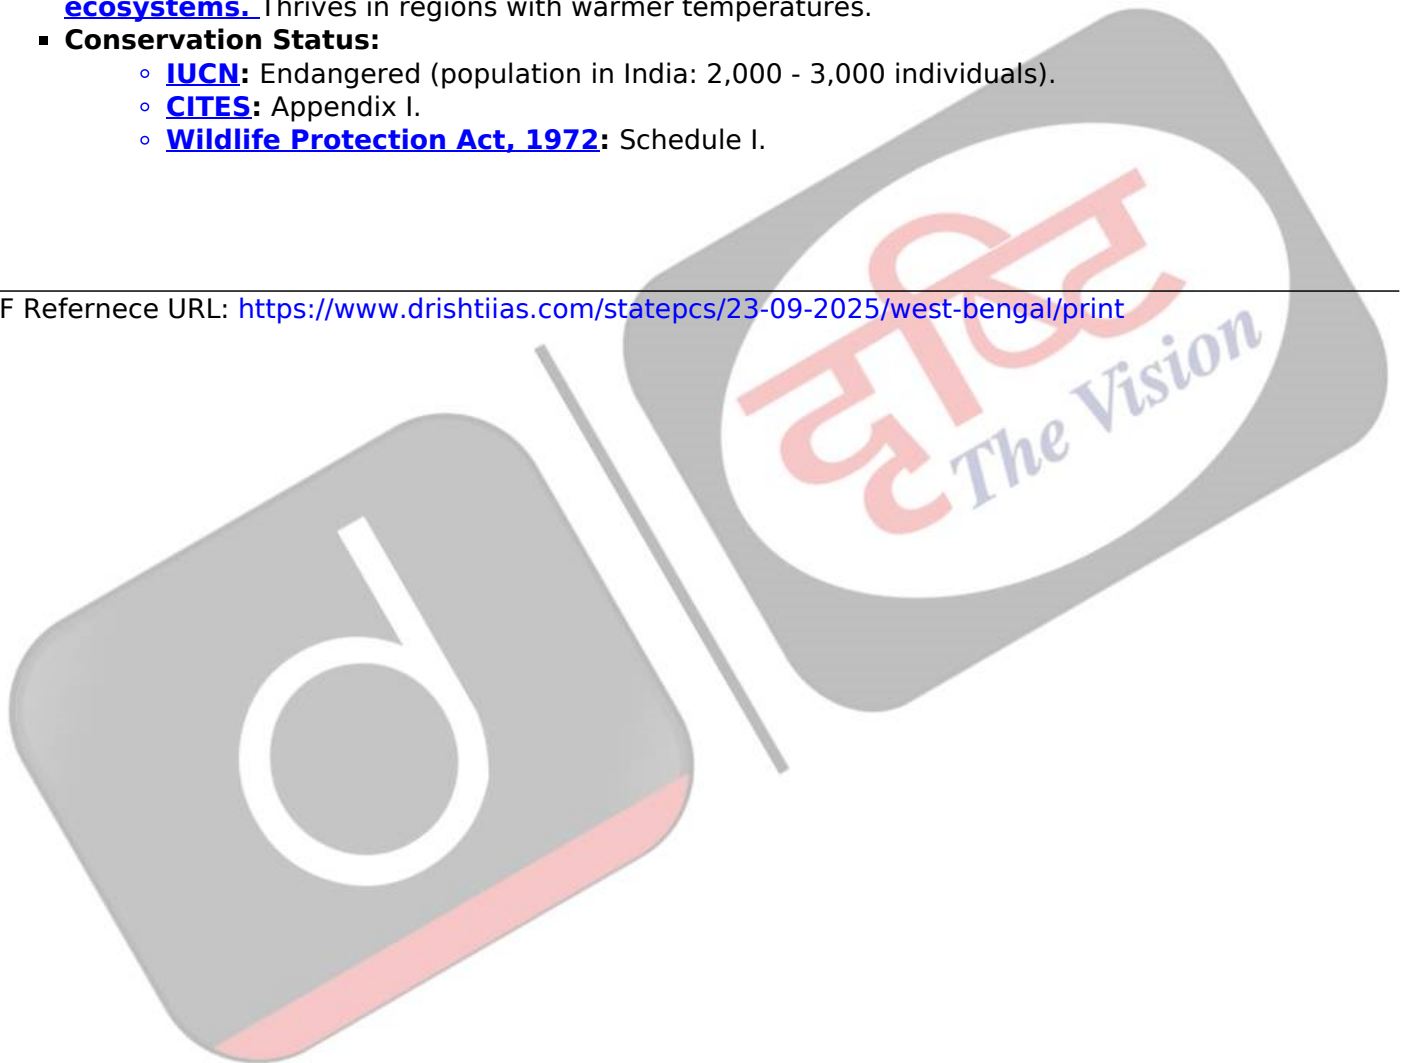 ecosystems. Thrives in regions with warmer temperatures.
▪ Conservation Status:
◦ IUCN: Endangered (population in India: 2,000 - 3,000 individuals).
◦ CITES: Appendix I.
◦ Wildlife Protection Act, 1972: Schedule I.
F Refernece URL: https://www.drishtiias.com/statepcs/23-09-2025/west-bengal/print
दृष्टि
The Vision
d